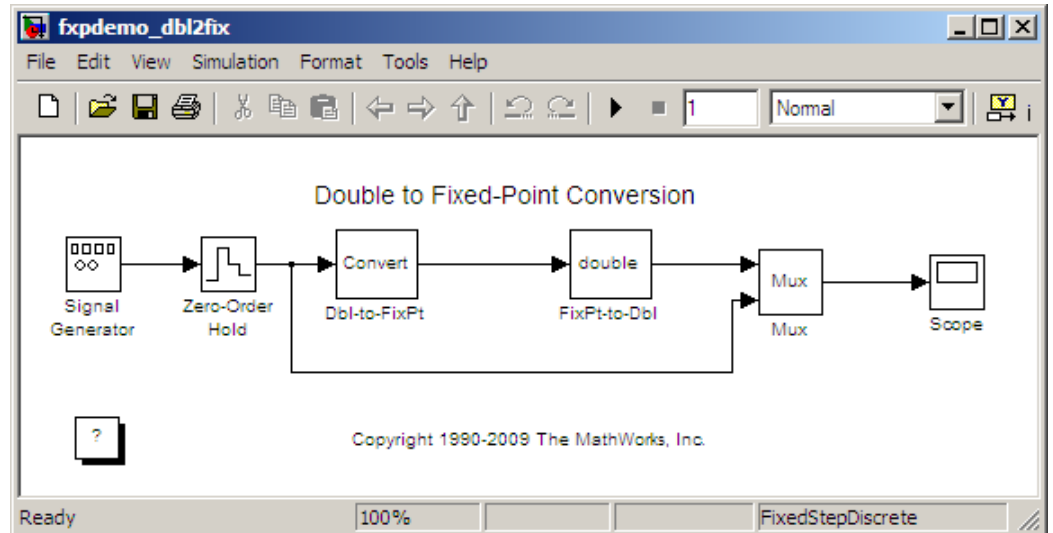 fxpdemo_dbl2fix
File Edit View Simulation Format Tools Help
1 Normal
Double to Fixed-Point Conversion
Convert
double
Mux
Signal
Generator
Zero-Order
Hold
Dbl-to-FixPt
FixPt-to-Dbl
Mux
Scope
?
Copyright 1990-2009 The MathWorks, Inc.
Ready 100% FixedStepDiscrete